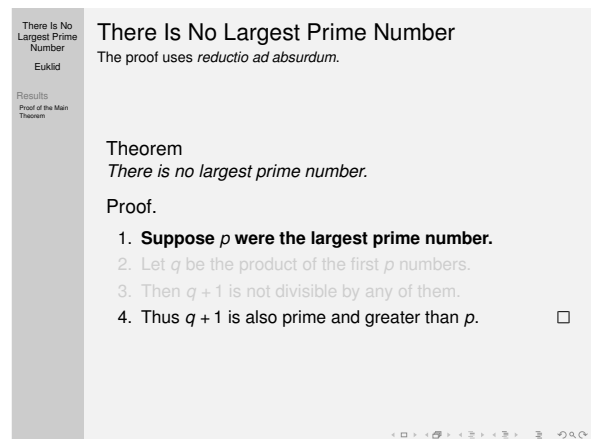 There Is No
Largest Prime
Number
Euklid
Results
Proof of the Main
Theorem
There Is No Largest Prime Number
The proof uses reductio ad absurdum.
Theorem
There is no largest prime number.
Proof.
1. Suppose p were the largest prime number.
2. Let q be the product of the first p numbers.
3. Then q + 1 is not divisible by any of them.
4. Thus q + 1 is also prime and greater than p. □